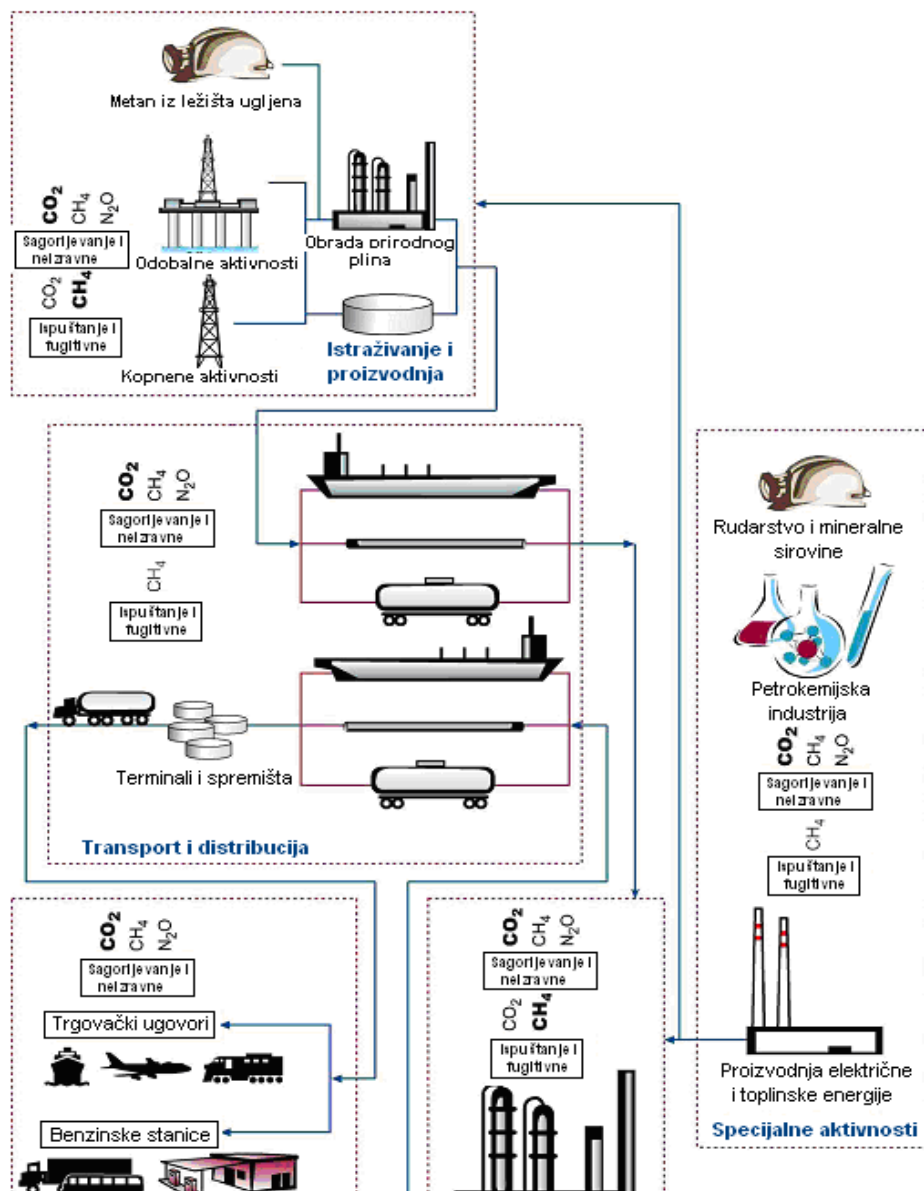 Metan iz ležišta ugljena
CO2
CH4
N2O
Sagorijevanje i
neizravne
CO2
CH4
Ispuštanje i
fugitivne
Odobalne aktivnosti
Kopnene aktivnosti
Obrada prirodnog
plina
Istraživanje i
proizvodnja
CO2
CH4
N2O
Sagorijevanje i
neizravne
CH4
Ispuštanje i
fugitivne
Terminali i spremišta
Transport i distribucija
Rudarstvo i mineralne
sirovine
Petrokemijska
industrija
CO2
CH4
N2O
Sagorijevanje i
neizravne
CH4
Ispuštanje i
fugitivne
Proizvodnja električne
i toplinske energije
Specijalne aktivnosti
CO2
CH4
N2O
Sagorijevanje i
neizravne
Trgovački ugovori
Benzinske stanice
CO2
CH4
N2O
Sagorijevanje i
neizravne
CO2
CH4
Ispuštanje i
fugitivne